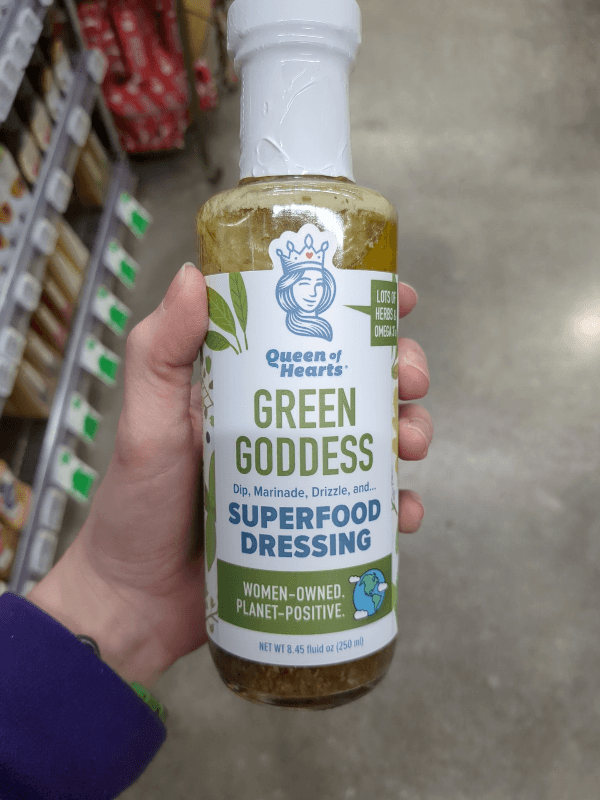 LOTS OF
HERBS &
OMEGA 3
Queen of
Hearts®
GREEN
GODDESS
Dip, Marinade, Drizzle, and...
SUPERFOOD
DRESSING
WOMEN-OWNED.
PLANET-POSITIVE.
NET WT 8.45 fluid oz (250 ml)